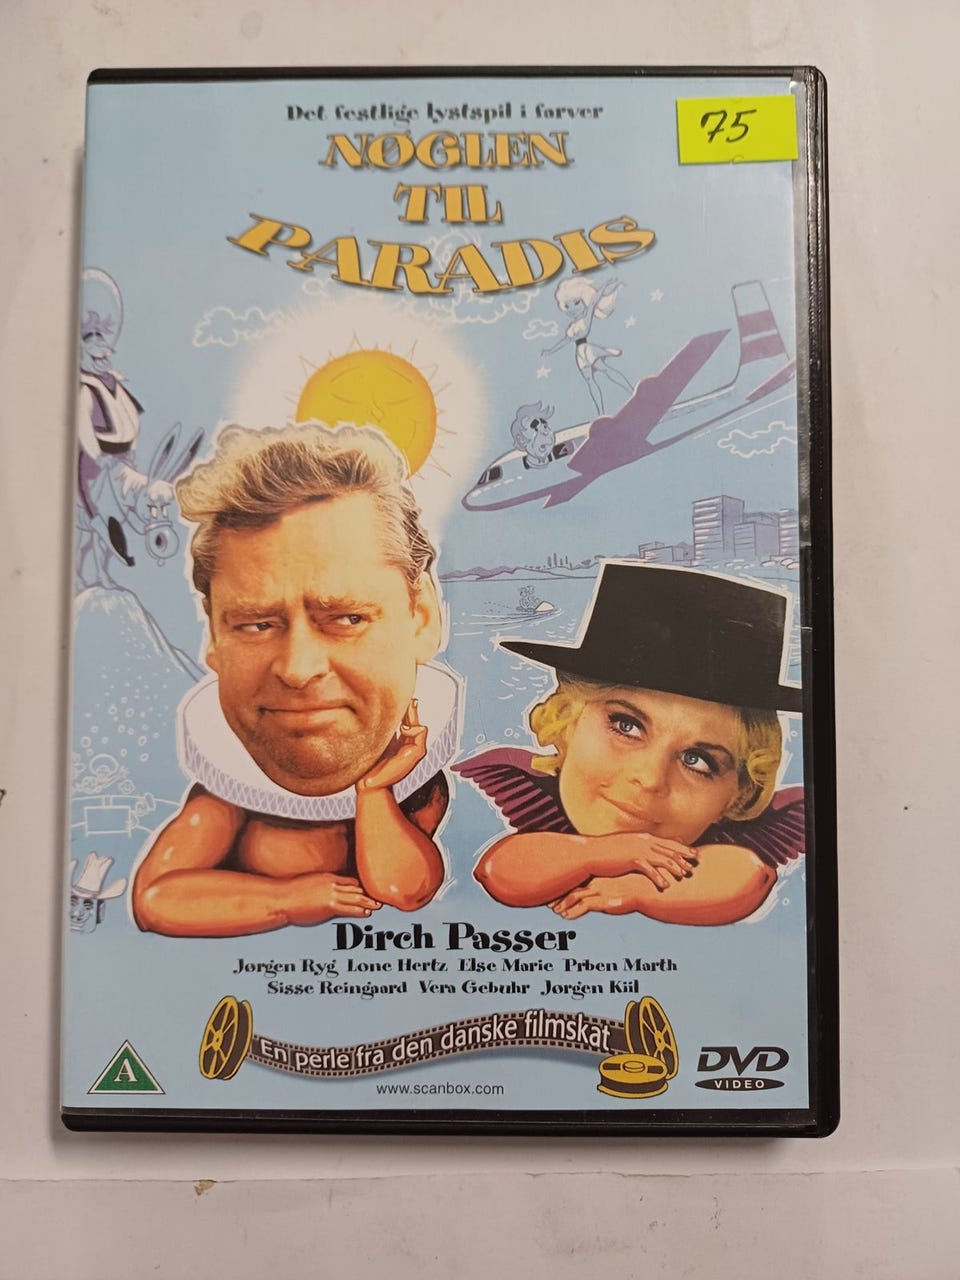 Det festlige lystspil i farver
75
NØGLEN
TIL
PARADIS
Dirch Passer
Jørgen Ryg Lone Hertz Else Marie Prben Marth
Sisse Reingaard Vera Gebuhr Jørgen Kiil
En perle fra den danske filmskat
A
www.scanbox.com
DVD
VIDEO